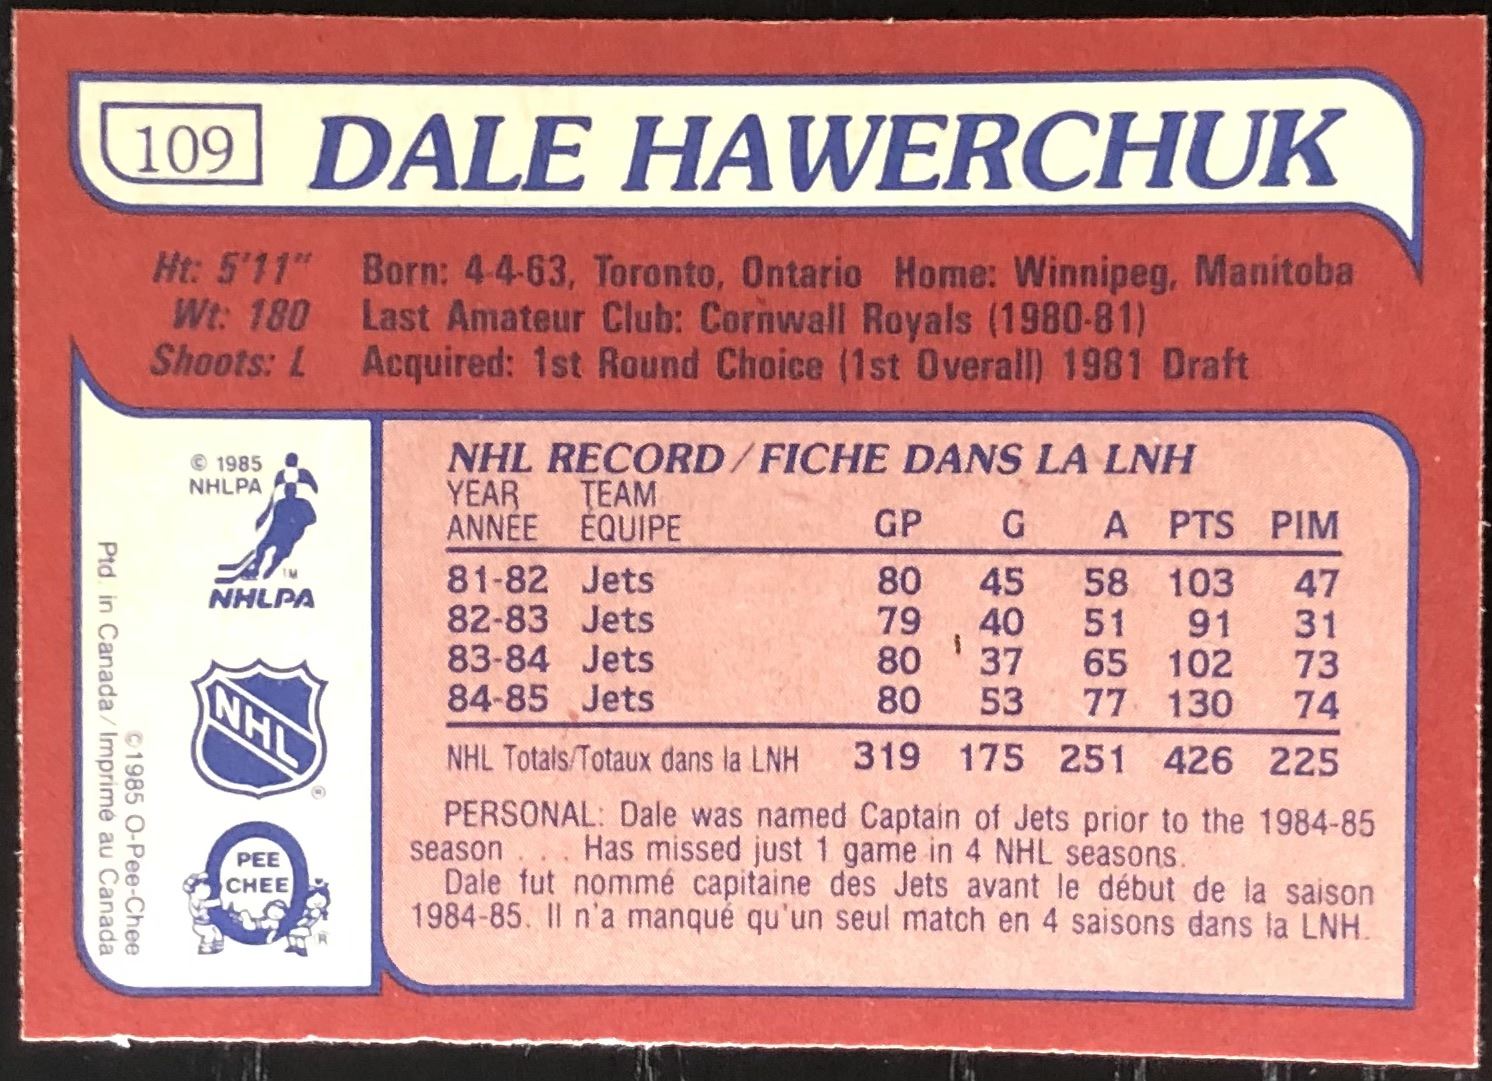 109 DALE HAWERCHUK
Ht: 5'11" Born: 4-4-63, Toronto, Ontario Home: Winnipeg, Manitoba
Wt: 180 Last Amateur Club: Cornwall Royals (1980-81)
Shoots: L Acquired: 1st Round Choice (1st Overall) 1981 Draft
© 1985
NHLPA
TM
NHLPA
NHL
®
O
PEE
CHEE
R
©1985 O-Pee-Chee
Ptd. in Canada/Imprimé au Canada
NHL RECORD/FICHE DANS LA LNH
YEAR TEAM
ANNÉE ÉQUIPE GP G A PTS PIM
81-82 Jets 80 45 58 103 47
82-83 Jets 79 40 51 91 31
83-84 Jets 80 37 65 102 73
84-85 Jets 80 53 77 130 74
NHL Totals/Totaux dans la LNH 319 175 251 426 225
PERSONAL: Dale was named Captain of Jets prior to the 1984-85
season . . . Has missed just 1 game in 4 NHL seasons.
Dale fut nommé capitaine des Jets avant le début de la saison
1984-85. Il n'a manqué qu'un seul match en 4 saisons dans la LNH.